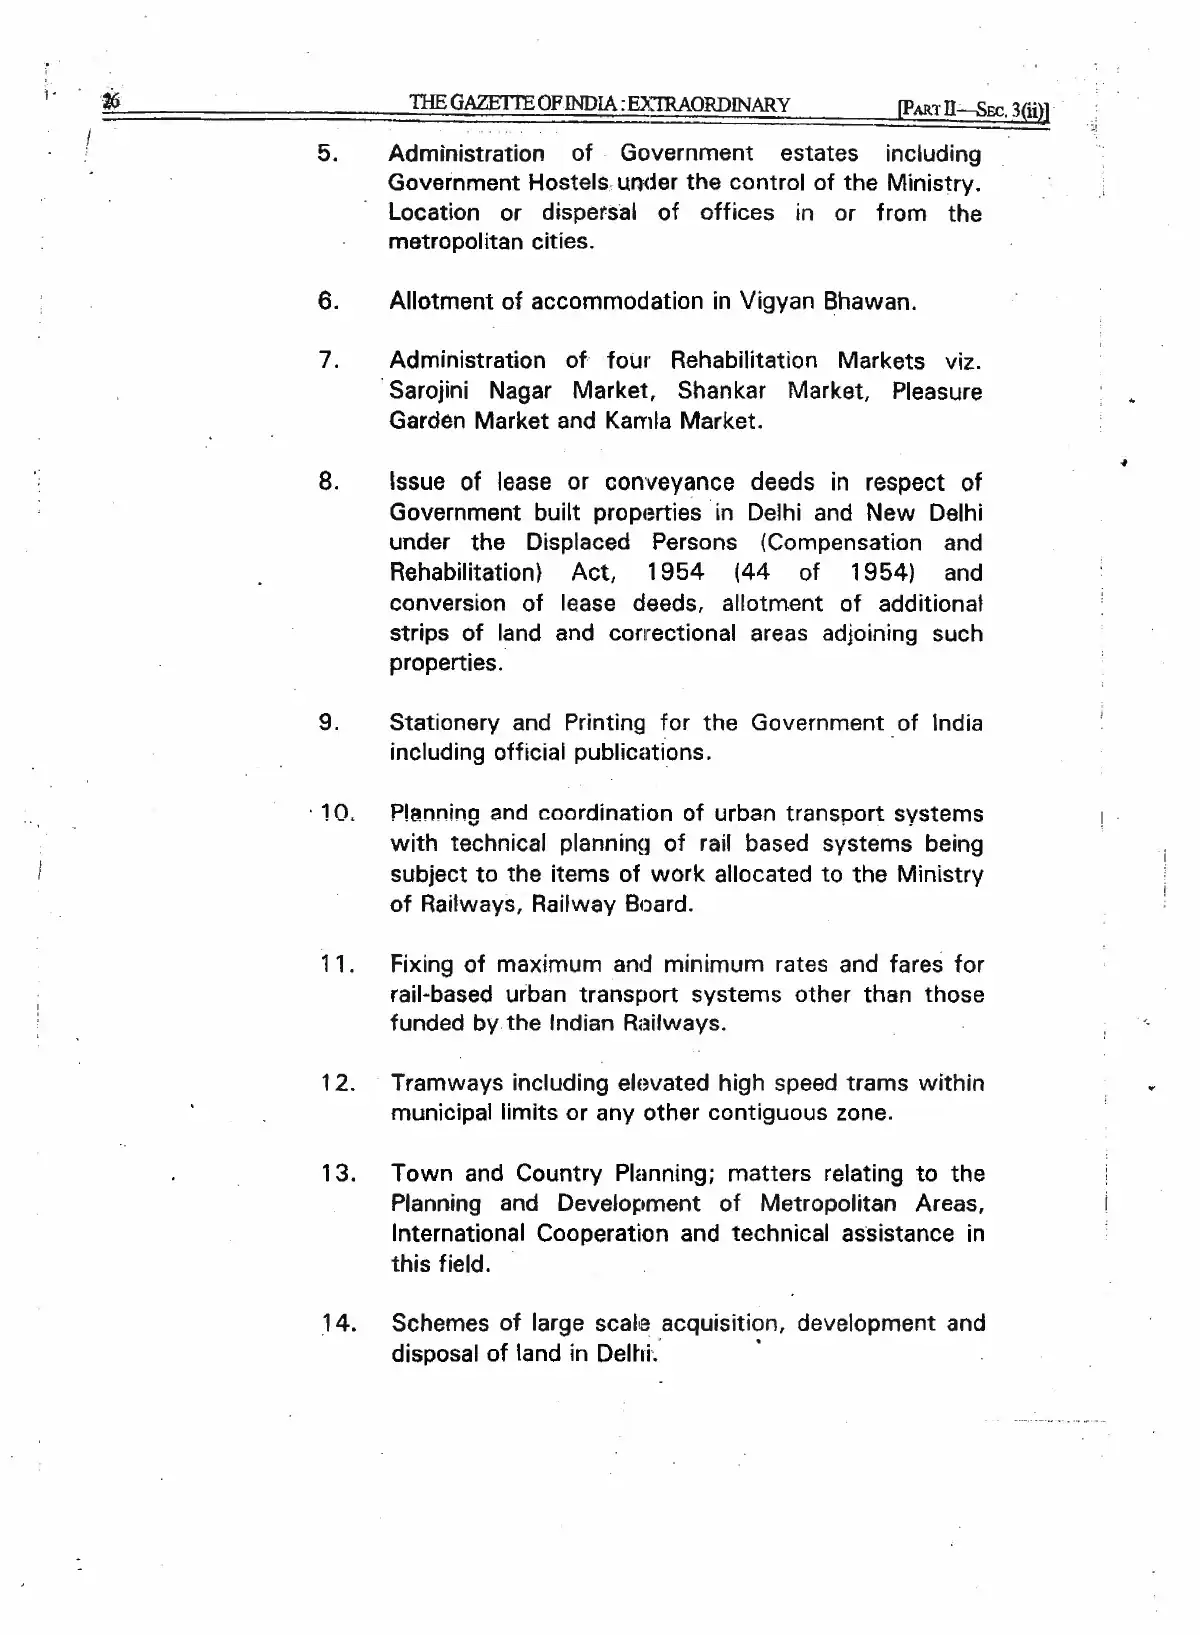 26 THE GAZETTE OF INDIA : EXTRAORDINARY [PART II—SEC. 3(ii)]
5. Administration of Government estates including
Government Hostels under the control of the Ministry.
Location or dispersal of offices in or from the
metropolitan cities.
6. Allotment of accommodation in Vigyan Bhawan.
7. Administration of four Rehabilitation Markets viz.
Sarojini Nagar Market, Shankar Market, Pleasure
Garden Market and Kamla Market.
8. Issue of lease or conveyance deeds in respect of
Government built properties in Delhi and New Delhi
under the Displaced Persons (Compensation and
Rehabilitation) Act, 1954 (44 of 1954) and
conversion of lease deeds, allotment of additional
strips of land and correctional areas adjoining such
properties.
9. Stationery and Printing for the Government of India
including official publications.
10. Planning and coordination of urban transport systems
with technical planning of rail based systems being
subject to the items of work allocated to the Ministry
of Railways, Railway Board.
11. Fixing of maximum and minimum rates and fares for
rail-based urban transport systems other than those
funded by the Indian Railways.
12. Tramways including elevated high speed trams within
municipal limits or any other contiguous zone.
13. Town and Country Planning; matters relating to the
Planning and Development of Metropolitan Areas,
International Cooperation and technical assistance in
this field.
14. Schemes of large scale acquisition, development and
disposal of land in Delhi.